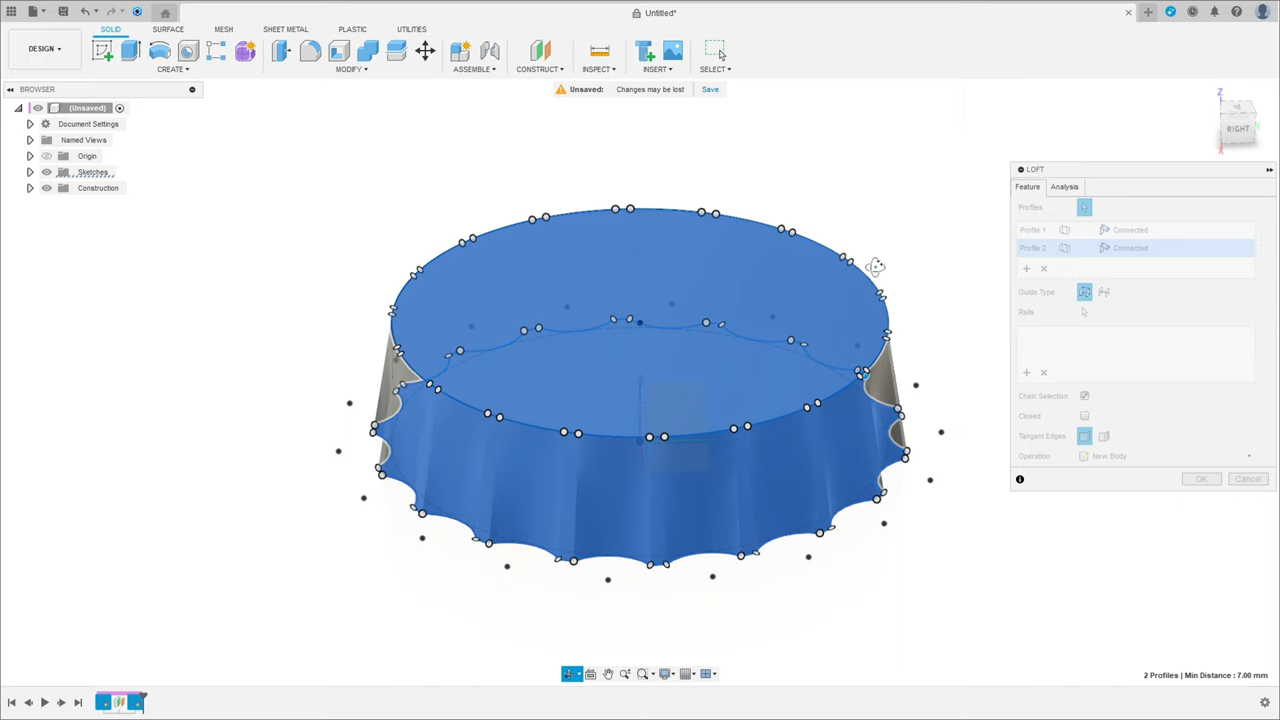 Untitled*
DESIGN
SOLID SURFACE MESH SHEET METAL PLASTIC UTILITIES
CREATE MODIFY ASSEMBLE CONSTRUCT INSPECT INSERT SELECT
BROWSER
Unsaved: Changes may be lost Save
(Unsaved)
Document Settings
Named Views
Origin
Sketches
Construction
Z
RIGHT
Y
X
LOFT
Feature Analysis
Profiles
Profile 1 Connected
Profile 2 Connected
Guide Type
Rails
Chain Selection
Closed
Tangent Edges
Operation New Body
OK Cancel
2 Profiles | Min Distance : 7.00 mm